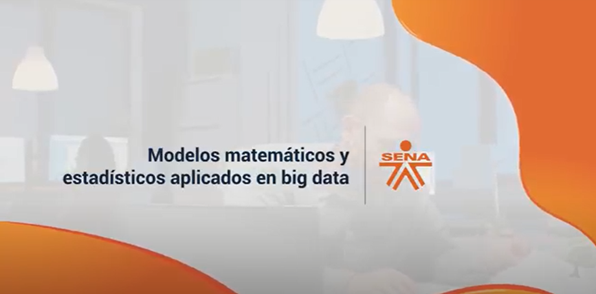 Modelos matemáticos y
estadísticos aplicados en big data
SENA